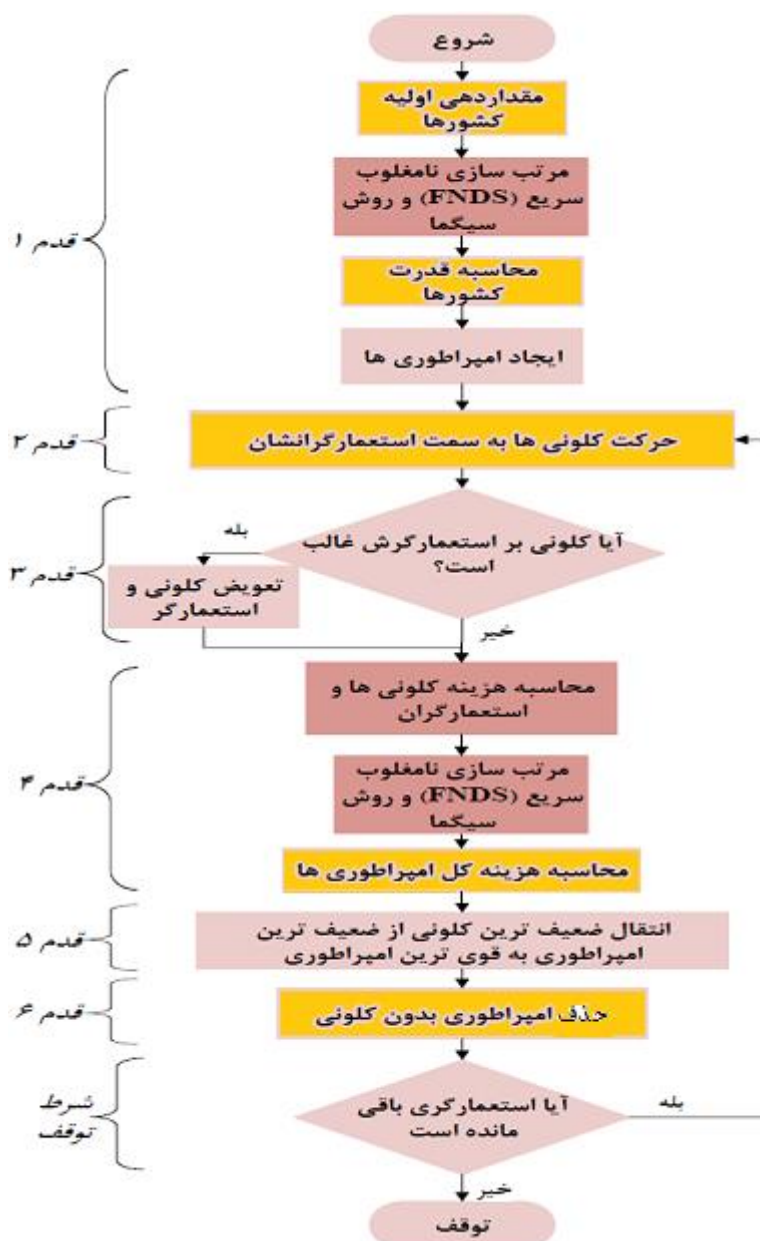 شروع
مقداردهی اولیه
کشورها
مرتب سازی نامغلوب
سریع (FNDS) و روش
سیگما
قدم ۱
محاسبه قدرت
کشورها
ایجاد امپراطوری ها
حرکت کلونی ها به سمت استعمارگرانشان
قدم ۲
آیا کلونی بر استعمارگرش غالب
است؟
بله
تعویض کلونی و
استعمارگر
قدم ۳
خیر
محاسبه هزینه کلونی ها و
استعمارگران
مرتب سازی نامغلوب
سریع (FNDS) و روش
سیگما
قدم ۴
محاسبه هزینه کل امپراطوری ها
انتقال ضعیف ترین کلونی از ضعیف ترین
امپراطوری به قوی ترین امپراطوری
قدم ۵
حذف امپراطوری بدون کلونی
قدم ۶
آیا استعمارگری باقی
مانده است
بله
شرط
توقف
خیر
توقف